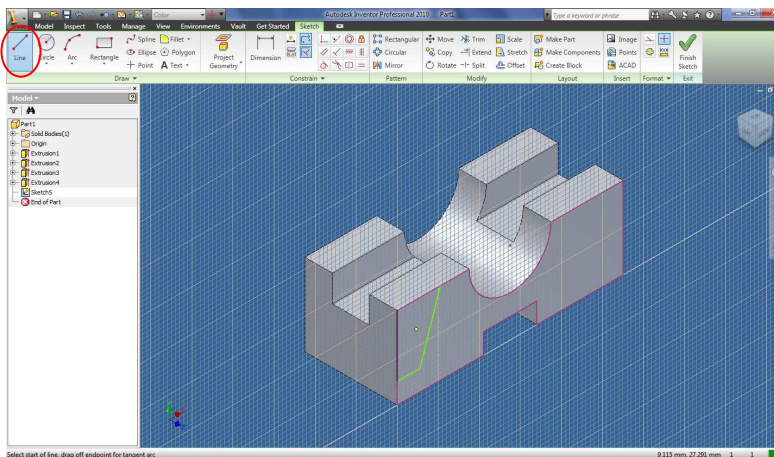 Color
Autodesk Inventor Professional 2010 Part1
Type a keyword or phrase
Model Inspect Tools Manage View Environments Vault Get Started Sketch
Line Circle Arc Rectangle
Spline Fillet
Ellipse Polygon
Point A Text
Project Geometry
Dimension
Rectangular
Circular
Mirror
Move Trim Scale
Copy Extend Stretch
Rotate Split Offset
Make Part
Make Components
Create Block
Image
Points
ACAD
Finish Sketch
Draw Constrain Pattern Modify Layout Insert Format Exit
Model
Part1
Solid Bodies(1)
Origin
Extrusion1
Extrusion2
Extrusion3
Extrusion4
Sketch5
End of Part
Select start of line, drag off endpoint for tangent arc
9.115 mm, 27.291 mm 1 1